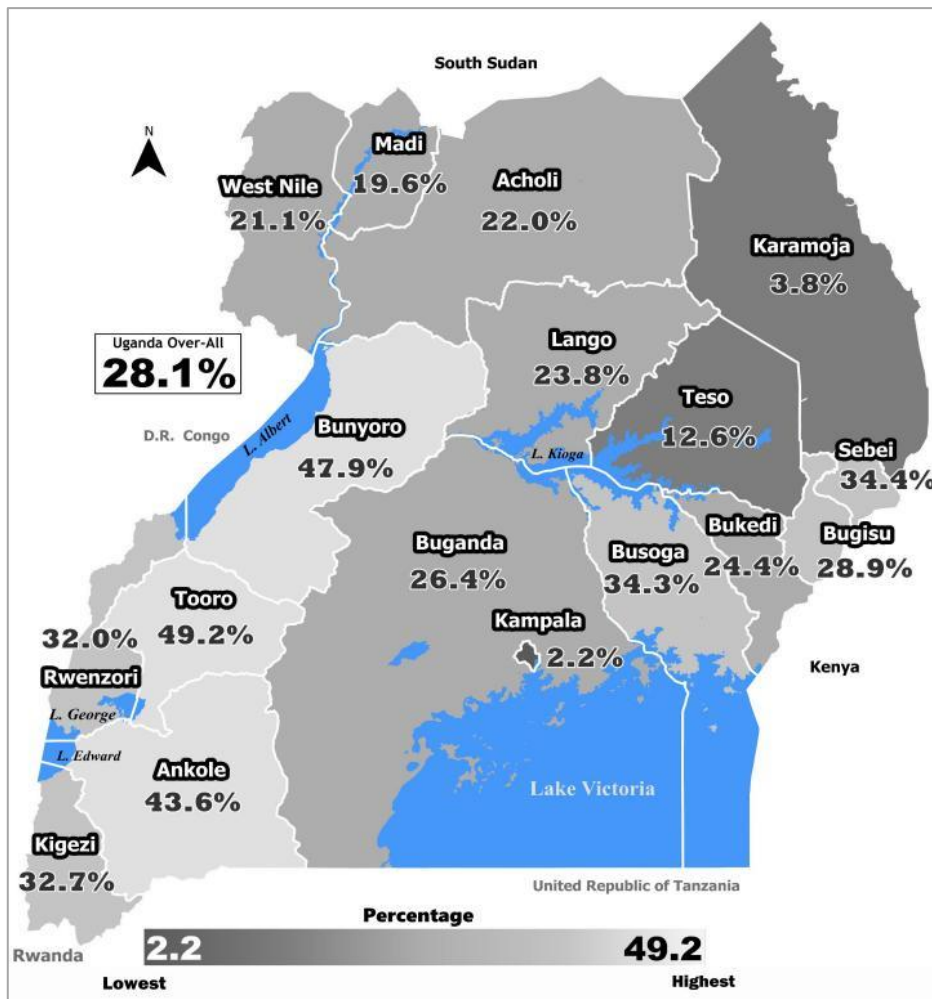 South Sudan
N
Madi
19.6%
West Nile
21.1%
Acholi
22.0%
Karamoja
3.8%
Uganda Over-All
28.1%
Lango
23.8%
Teso
12.6%
D.R. Congo
L. Albert
Bunyoro
47.9%
L. Kioga
Sebei
34.4%
Buganda
26.4%
Busoga
34.3%
Bukedi
24.4%
Bugisu
28.9%
Tooro
49.2%
Kampala
2.2%
32.0%
Rwenzori
Kenya
L. George
L. Edward
Ankole
43.6%
Lake Victoria
Kigezi
32.7%
United Republic of Tanzania
Rwanda
Percentage
2.2
49.2
Lowest
Highest